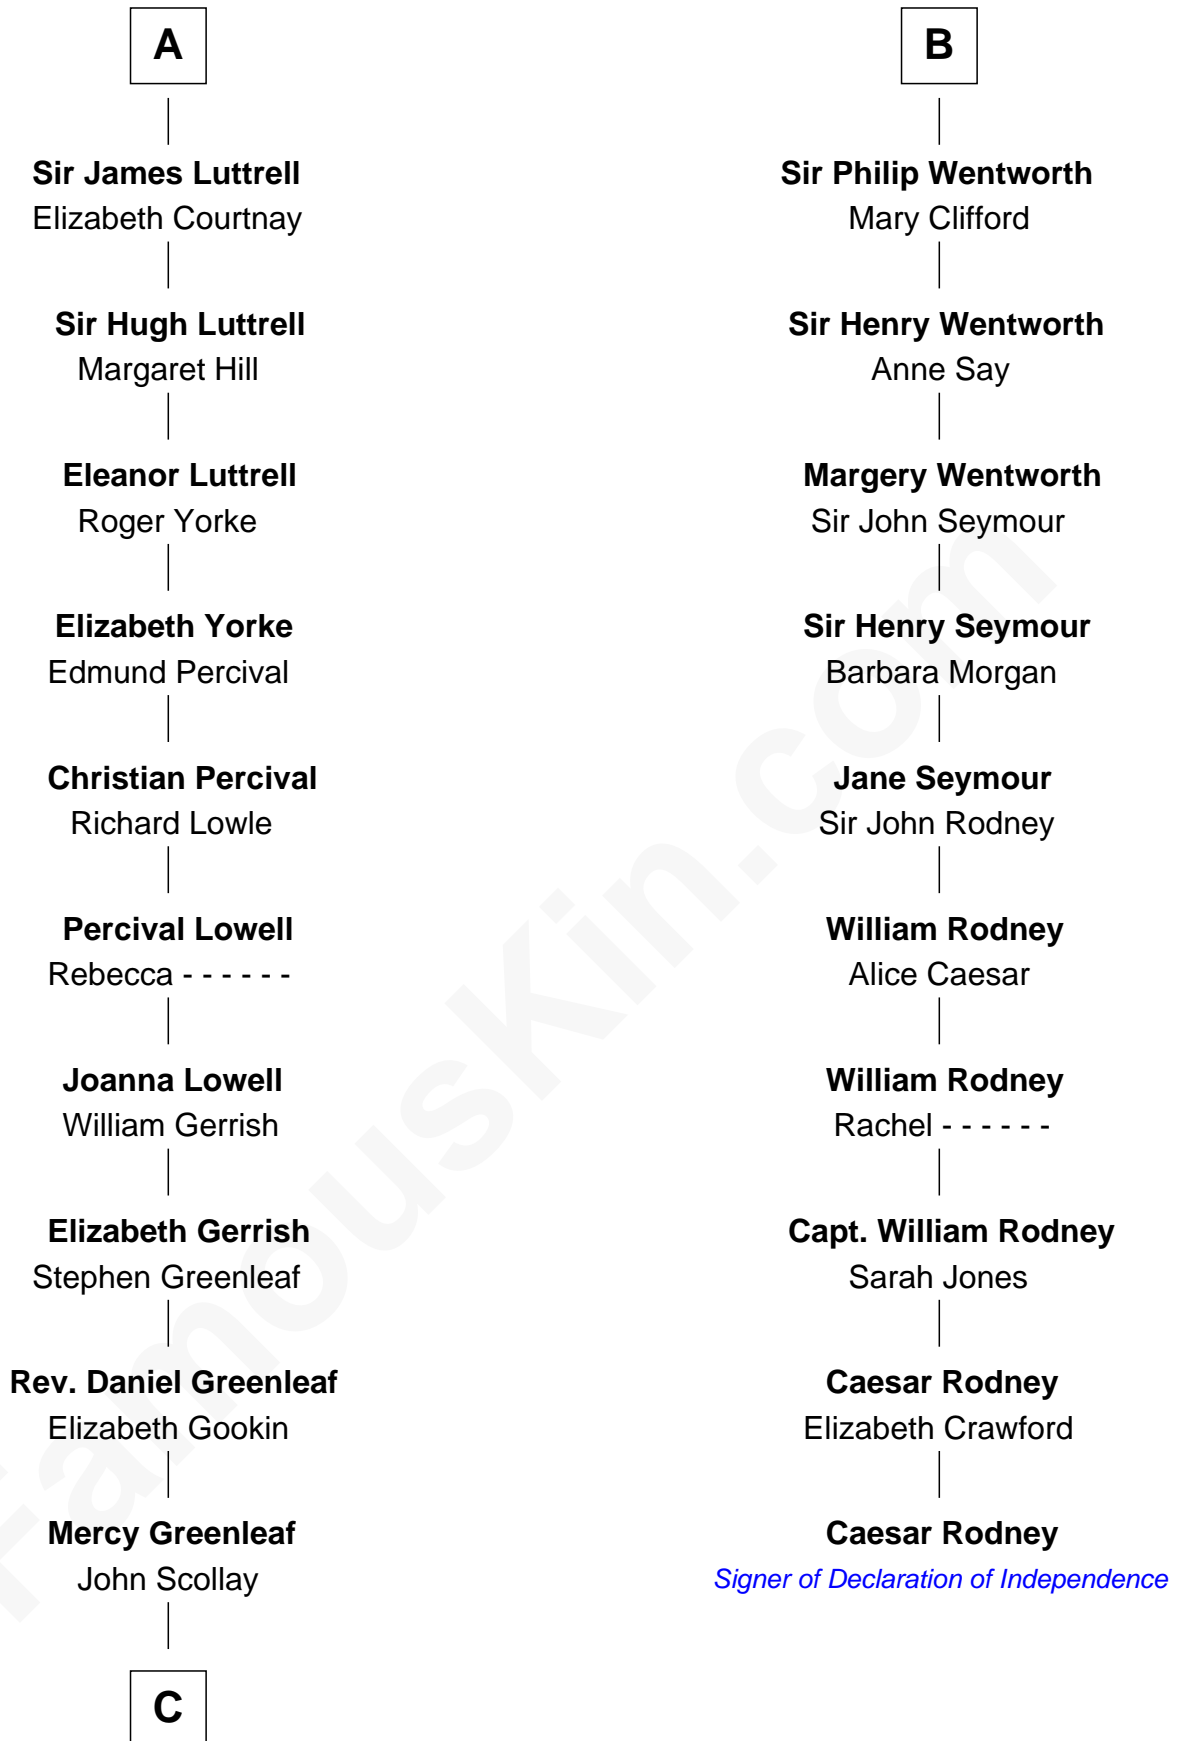 A
Sir James Luttrell
Elizabeth Courtnay
Sir Hugh Luttrell
Margaret Hill
Eleanor Luttrell
Roger Yorke
Elizabeth Yorke
Edmund Percival
Christian Percival
Richard Lowle
Percival Lowell
Rebecca - - - - - -
Joanna Lowell
William Gerrish
Elizabeth Gerrish
Stephen Greenleaf
Rev. Daniel Greenleaf
Elizabeth Gookin
Mercy Greenleaf
John Scollay
C
B
Sir Philip Wentworth
Mary Clifford
Sir Henry Wentworth
Anne Say
Margery Wentworth
Sir John Seymour
Sir Henry Seymour
Barbara Morgan
Jane Seymour
Sir John Rodney
William Rodney
Alice Caesar
William Rodney
Rachel - - - - - -
Capt. William Rodney
Sarah Jones
Caesar Rodney
Elizabeth Crawford
Caesar Rodney
Signer of Declaration of Independence
FamousKin.com